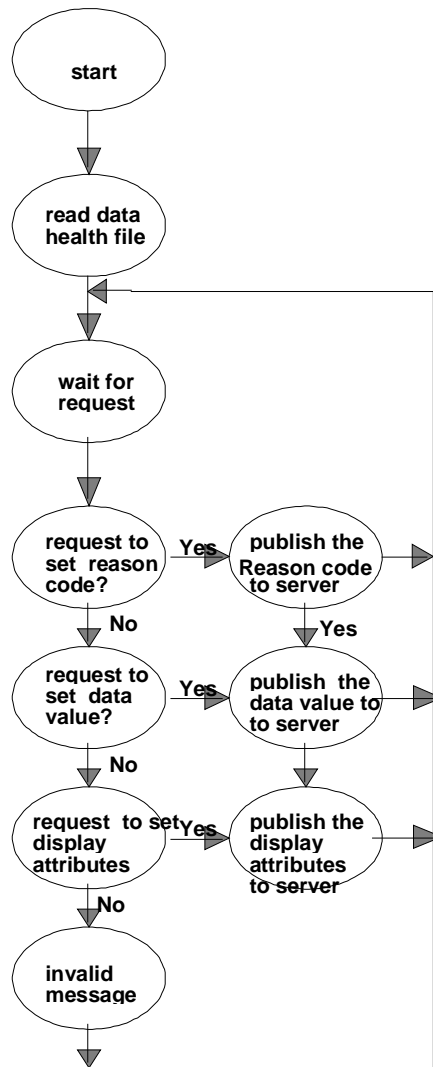 start
read data
health file
wait for
request
request to
set reason
code?
Yes
publish the
Reason code
to server
No
Yes
request to
set data
value?
Yes
publish the
data value to
to server
No
request to set
display
attributes
Yes
publish the
display
attributes
to server
No
invalid
message